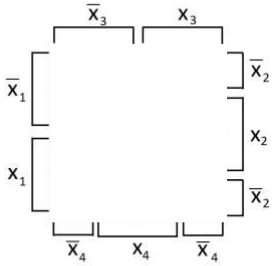 x̅₃ x₃
x̅₁ x̅₂
x₂
x₁ x̅₂
x̅₄ x₄ x̅₄